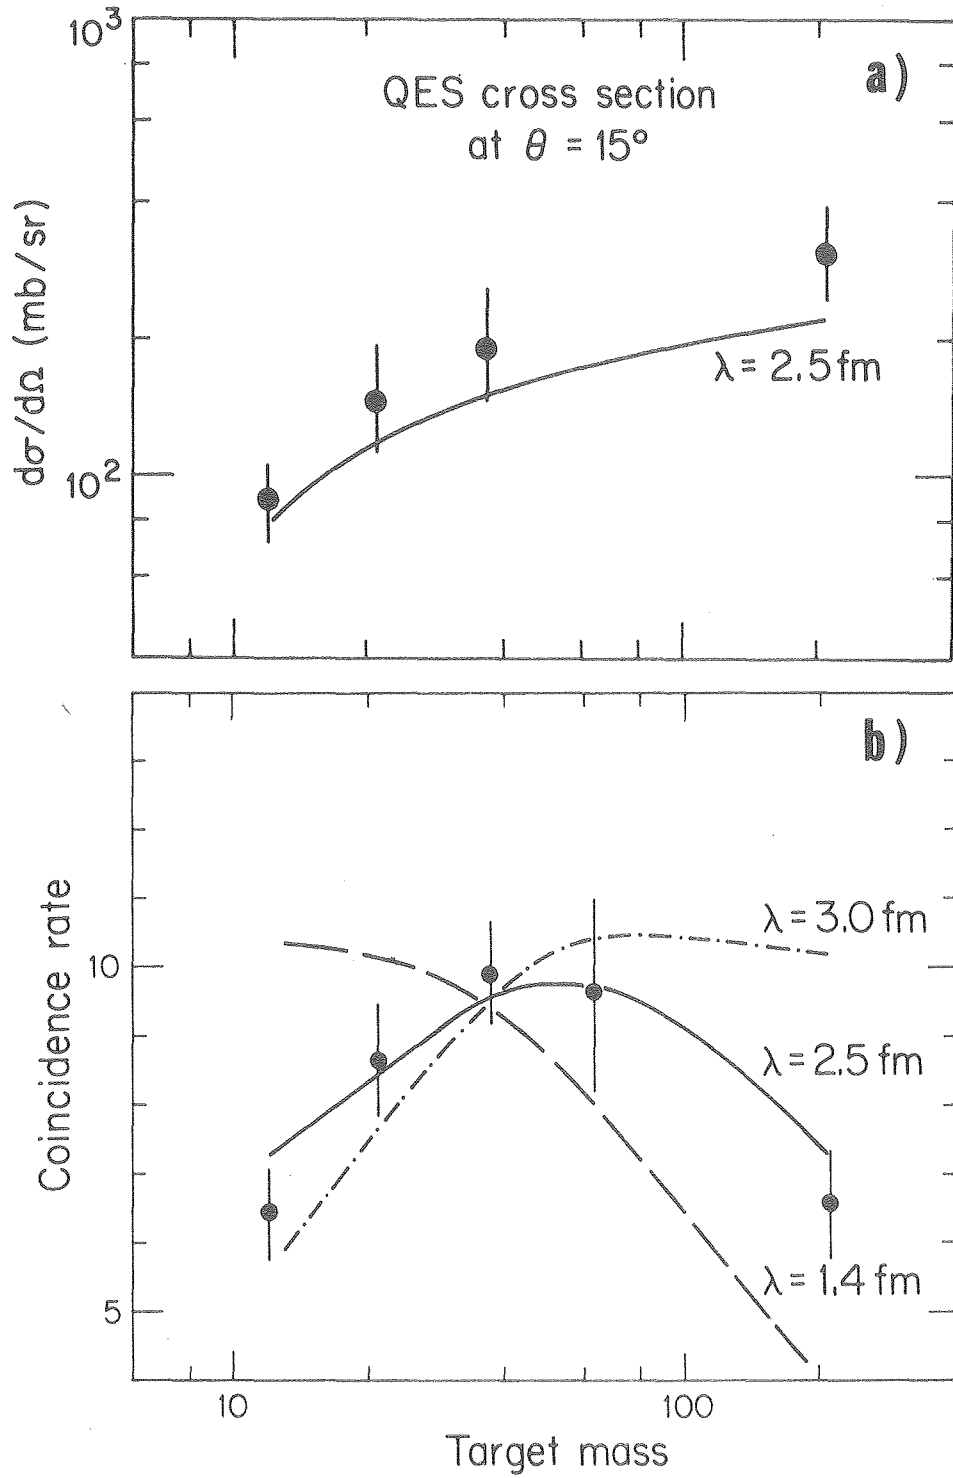 10³
a)
QES cross section
at θ = 15°
dσ/dΩ (mb/sr)
λ = 2.5 fm
10²
b)
Coincidence rate
λ = 3.0 fm
10
λ = 2.5 fm
λ = 1.4 fm
5
10
100
Target mass